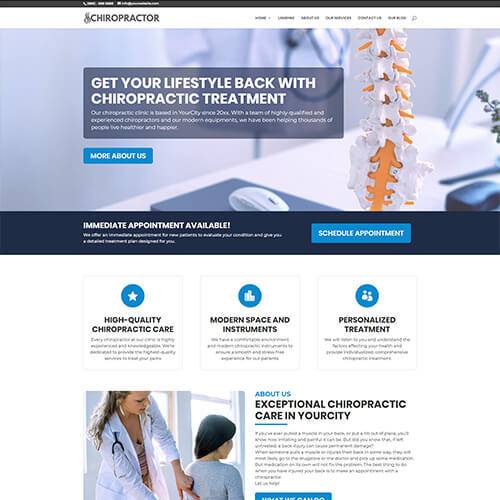 info@yourwebsite.com
CHIROPRACTOR
HOME
LANDING
ABOUT US
OUR SERVICES
CONTACT US
OUR BLOG
GET YOUR LIFESTYLE BACK WITH
CHIROPRACTIC TREATMENT
Our chiropractic clinic is based in YourCity since 20xx. With a team of highly-qualified and
experienced chiropractors and our modern equipments, we have been helping thousands of
people live healthier and happier.
MORE ABOUT US
IMMEDIATE APPOINTMENT AVAILABLE!
We offer an immediate appointment for new patients to evaluate your condition and give you
a detailed treatment plan designed for you.
SCHEDULE APPOINTMENT
HIGH-QUALITY
CHIROPRACTIC CARE
Every chiropractor at our clinic is highly
experienced and knowledgeable. We're
dedicated to provide the highest-quality
services to treat your pains
MODERN SPACE AND
INSTRUMENTS
We have a comfortable environment
and modern chiropractic instruments to
ensure a smooth and stress-free
experience for our patients
PERSONALIZED
TREATMENT
We will listen to you and understand the
factors affecting your health and
provide individualized comprehensive
chiropractic treatment.
ABOUT US
EXCEPTIONAL CHIROPRACTIC
CARE IN YOURCITY
If you've ever pulled a muscle in your back, or put a rib out of place, you'll
know how irritating and painful it can be. But did you know that, if left
untreated, a back injury can cause permanent damage?
When someone pulls a muscle or injures their back in some way, they will
most likely go to the drugstore or the doctor and pick up some medication.
But medication on its own will not fix the problem. The best thing to do
when you have injured your back is to make an appointment with a
chiropractor.
Let us help!
WHAT WE CAN DO